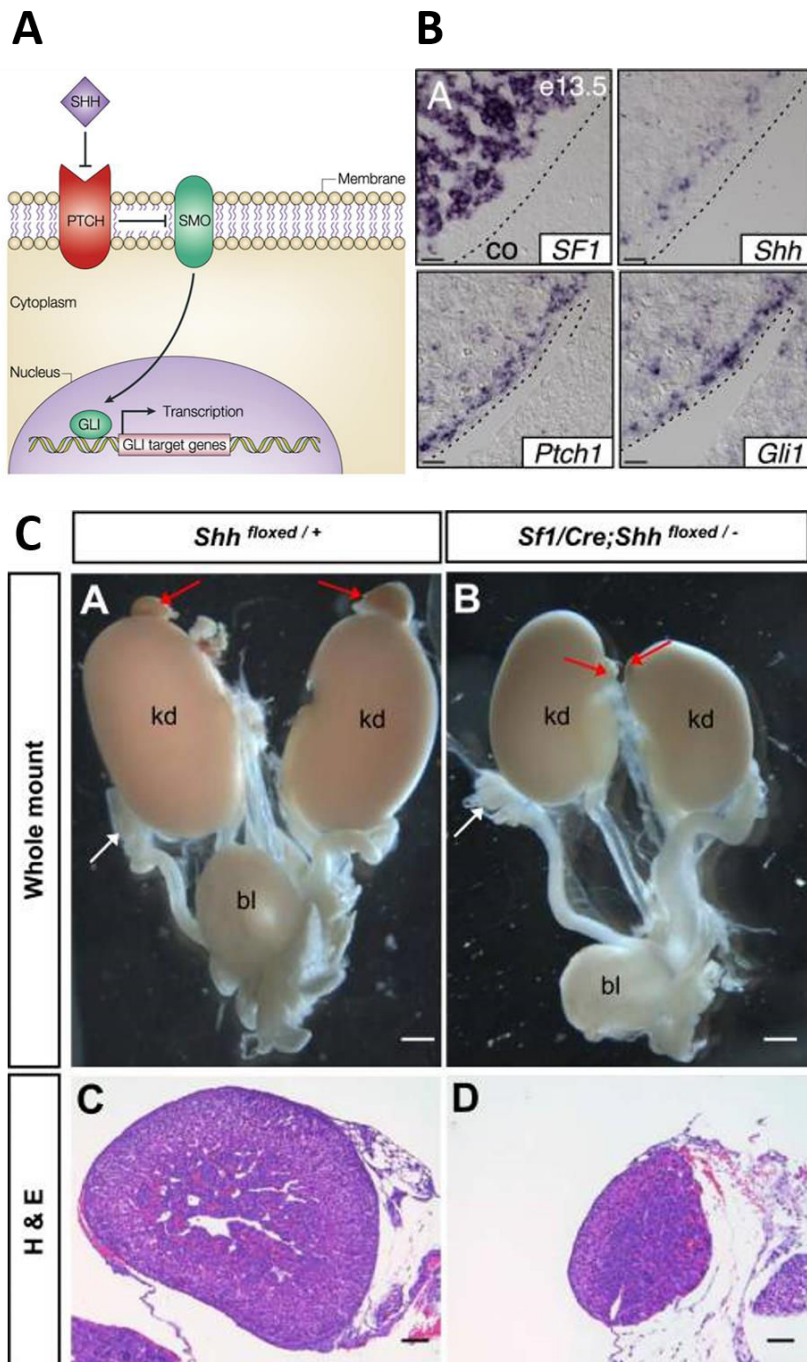 A
SHH
Membrane
PTCH
SMO
Cytoplasm
Nucleus
Transcription
GLI
GLI target genes
B
A
e13.5
co
SF1
Shh
Ptch1
Gli1
C
Shh floxed / +
Sf1/Cre;Shh floxed / -
Whole mount
A
kd
kd
bl
B
kd
kd
bl
H & E
C
D